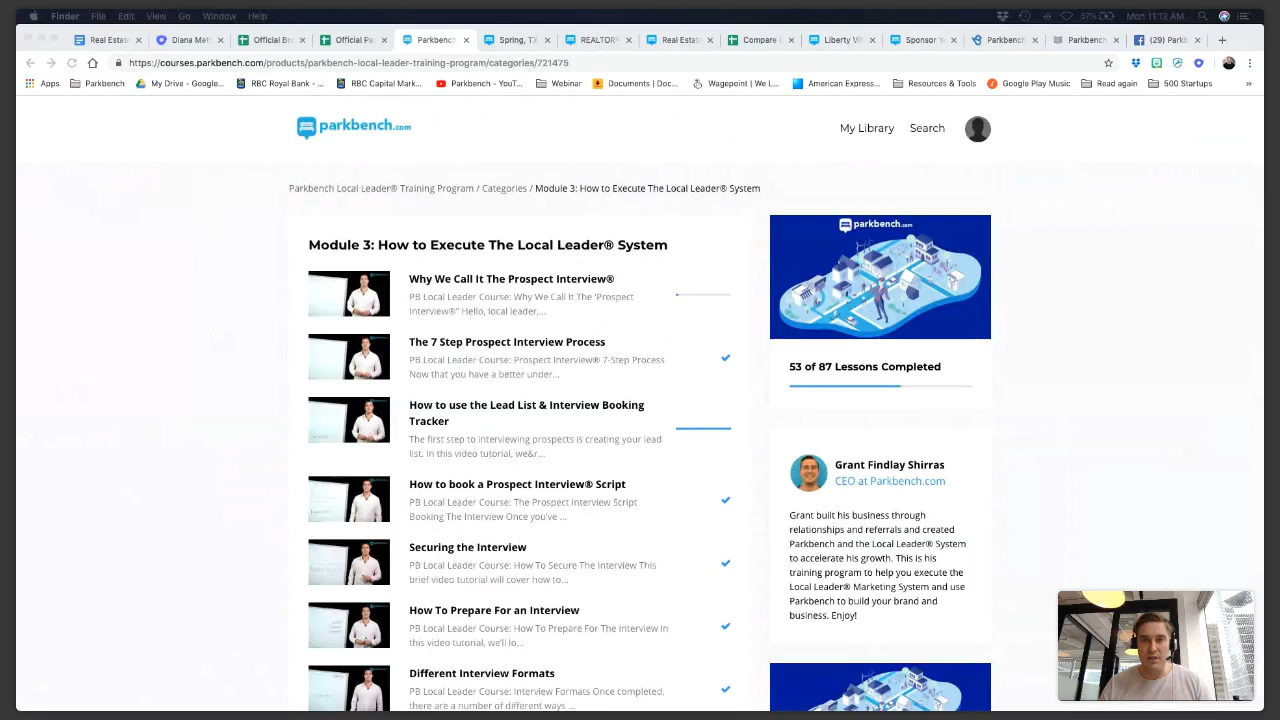 Finder File Edit View Go Window Help
57% Mon 11:12 AM
Real Estat
Diana Met
Official Br
Official Pa
Parkbenc
Spring, TX
REALTOR®
Real Estat
Compare C
Liberty Vi
Sponsor Y
Parkbench
Parkbench
(29) Parkb
https://courses.parkbench.com/products/parkbench-local-leader-training-program/categories/721475
Apps
Parkbench
My Drive - Google...
RBC Royal Bank - ...
RBC Capital Mark...
Parkbench - YouT...
Webinar
Documents | Doc...
Wagepoint | We L...
American Express...
Resources & Tools
Google Play Music
Read again
500 Startups
»
parkbench.com
My Library
Search
Parkbench Local Leader® Training Program / Categories / Module 3: How to Execute The Local Leader® System
Module 3: How to Execute The Local Leader® System
Why We Call It The Prospect Interview®
PB Local Leader Course: Why We Call It The 'Prospect
Interview®" Hello, local leader,...
The 7 Step Prospect Interview Process
PB Local Leader Course: Prospect Interview® 7-Step Process
Now that you have a better under...
How to use the Lead List & Interview Booking
Tracker
The first step to interviewing prospects is creating your lead
list. In this video tutorial, we&r...
How to book a Prospect Interview® Script
PB Local Leader Course: The Prospect Interview Script
Booking The Interview Once you've ...
Securing the Interview
PB Local Leader Course: How To Secure The Interview This
brief video tutorial will cover how to...
How To Prepare For an Interview
PB Local Leader Course: How To Prepare For The Interview In
this video tutorial, we'll lo...
Different Interview Formats
PB Local Leader Course: Interview Formats Once completed,
there are a number of different ways ...
parkbench.com
53 of 87 Lessons Completed
Grant Findlay Shirras
CEO at Parkbench.com
Grant built his business through
relationships and referrals and created
Parkbench and the Local Leader® System
to accelerate his growth. This is his
training program to help you execute the
Local Leader® Marketing System and use
Parkbench to build your brand and
business. Enjoy!